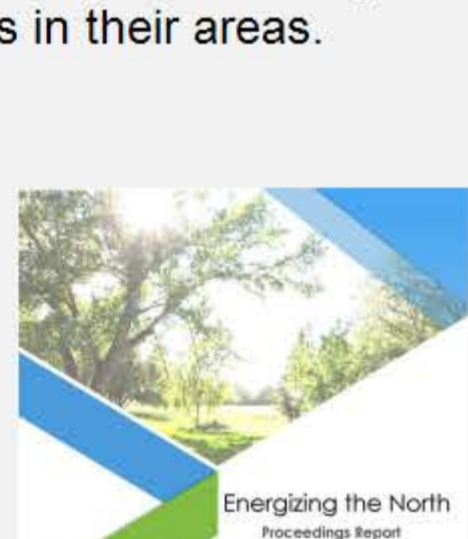 s in their areas.
Energizing the North
Proceedings Report